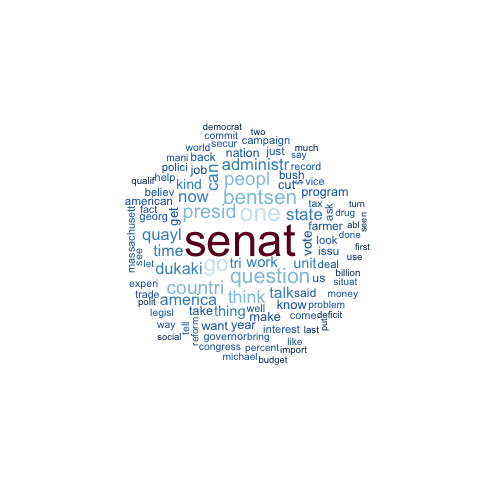 democrat
two
commit
world
secur
campaign
much
mani
back
nation
just
say
polici
job
administr
record
qualif
help
kind
can
peopl
bush
vice
believ
now
bentsen
cut
program
american
get
presid
one
state
tax
ask
drug
turn
fact
georg
farmer
abl
seen
massachusett
quayl
senat
vote
look
done
first
see
time
issu
use
let
dukaki
go
tri
work
unit
deal
billion
experi
countri
question
us
situat
trade
america
think
talk
said
money
polit
take
thing
well
know
problem
legisl
make
come
deficit
way
want
year
interest
last
put
social
tell
reform
governor
bring
like
congress
percent
import
michael
budget